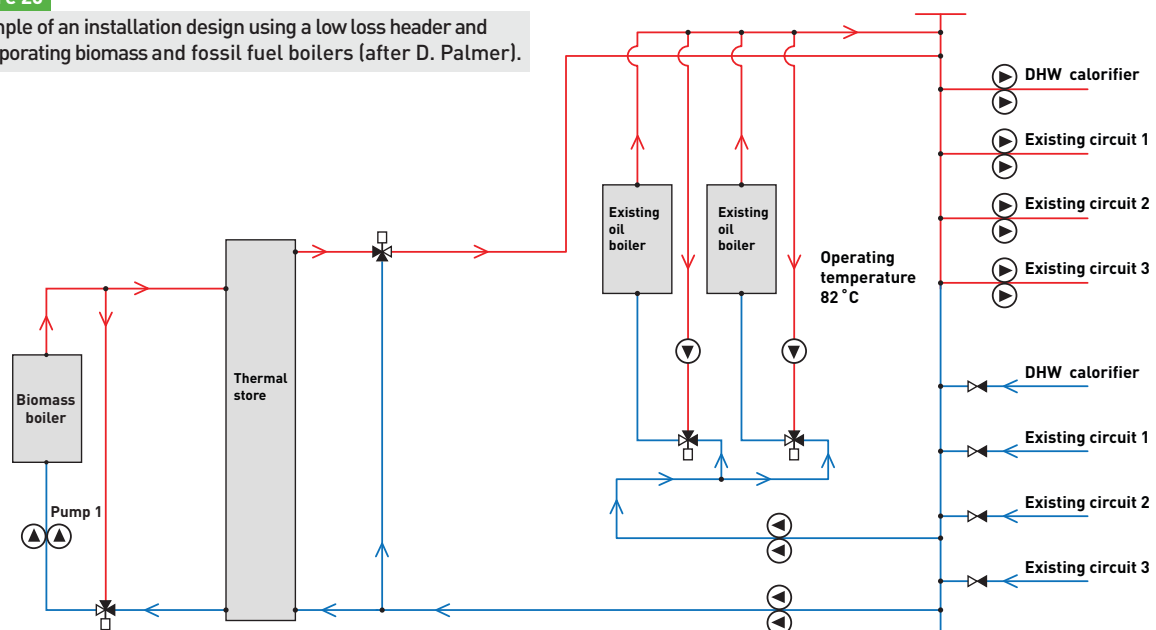 mple of an installation design using a low loss header and
porating biomass and fossil fuel boilers (after D. Palmer).
DHW calorifier
Existing circuit 1
Existing circuit 2
Existing circuit 3
Existing
oil
boiler
Existing
oil
boiler
Operating
temperature
82˚C
Thermal
store
Biomass
boiler
Pump 1
DHW calorifier
Existing circuit 1
Existing circuit 2
Existing circuit 3